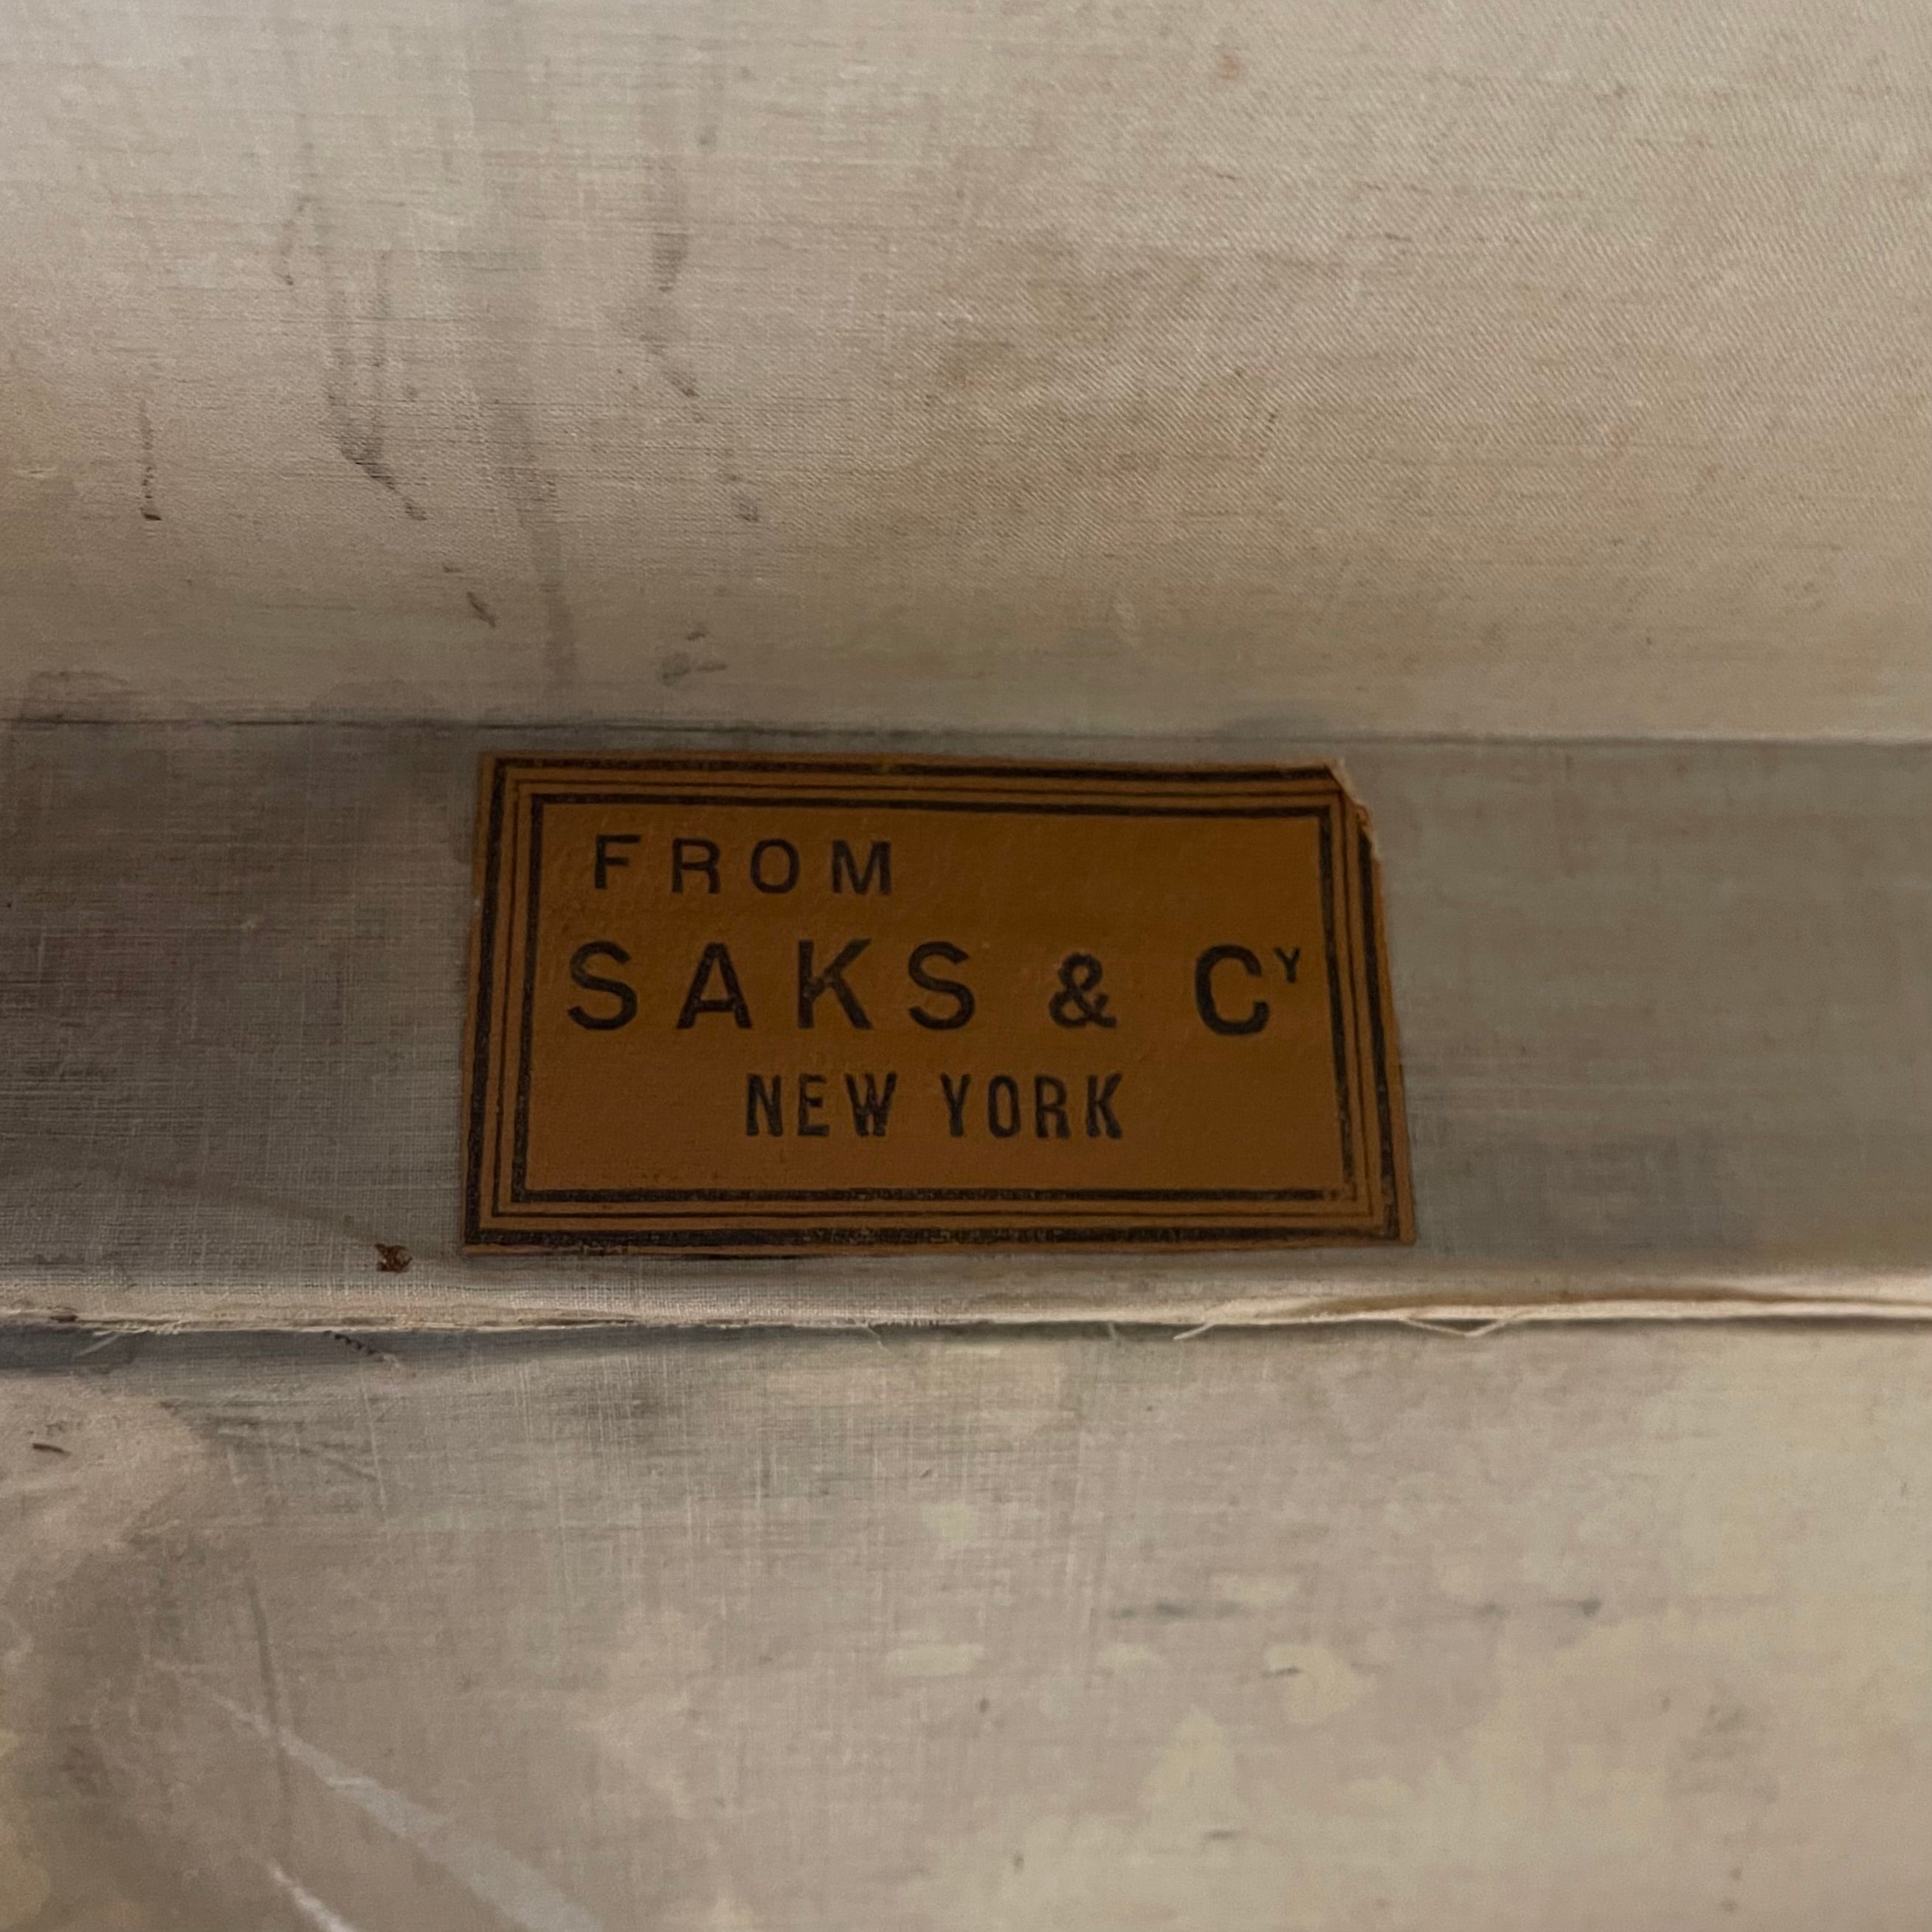 FROM
SAKS & Cʸ
NEW YORK